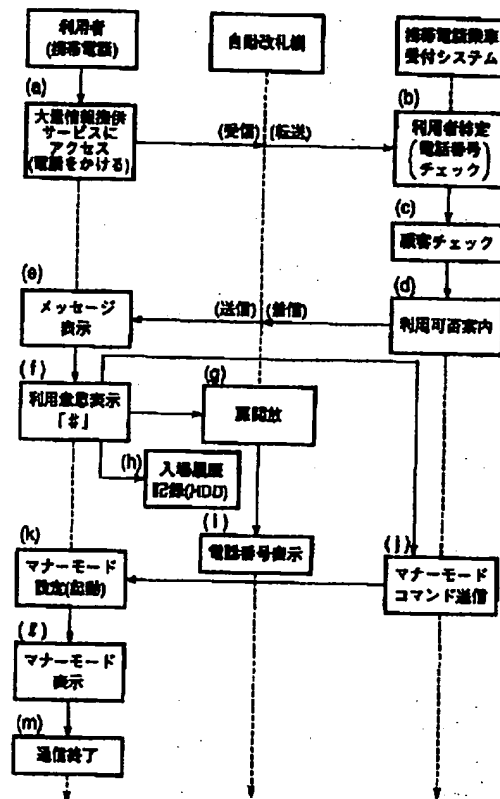 利用者
(携帯電話)
自動改札機
携帯電話乗車
受付システム
(a)
大量情報提供
サービスに
アクセス
(電話をかける)
(受信)
(転送)
(b)
利用者特定
(電話番号
チェック)
(c)
顧客チェック
(d)
利用可否案内
(e)
メッセージ
表示
(送信)
(着信)
(f)
利用意思表示
「#」
(g)
扉開放
(h)
入場履歴
記録(HDD)
(i)
電話番号表示
(j)
マナーモード
コマンド送信
(k)
マナーモード
設定(起動)
(ℓ)
マナーモード
表示
(m)
通信終了